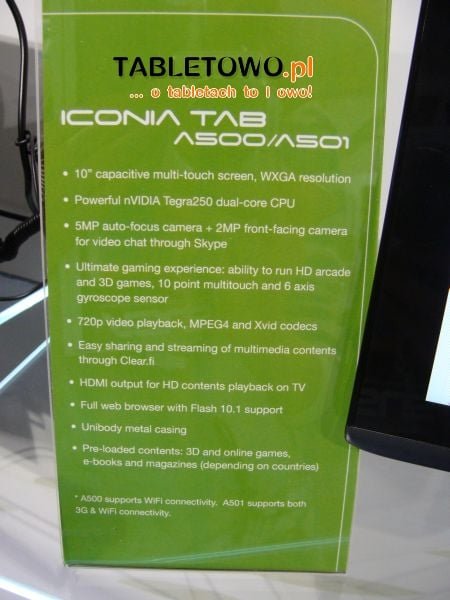 TABLETOWO.pl
... o tabletach to i owo!
ICONIA TAB
A500/A501
• 10" capacitive multi-touch screen, WXGA resolution
• Powerful nVIDIA Tegra250 dual-core CPU
• 5MP auto-focus camera + 2MP front-facing camera
for video chat through Skype
• Ultimate gaming experience: ability to run HD arcade
and 3D games, 10 point multitouch and 6 axis
gyroscope sensor
• 720p video playback, MPEG4 and Xvid codecs
• Easy sharing and streaming of multimedia contents
through Clear.fi
• HDMI output for HD contents playback on TV
• Full web browser with Flash 10.1 support
• Unibody metal casing
• Pre-loaded contents: 3D and online games,
e-books and magazines (depending on countries)
* A500 supports WiFi connectivity. A501 supports both
3G & WiFi connectivity.